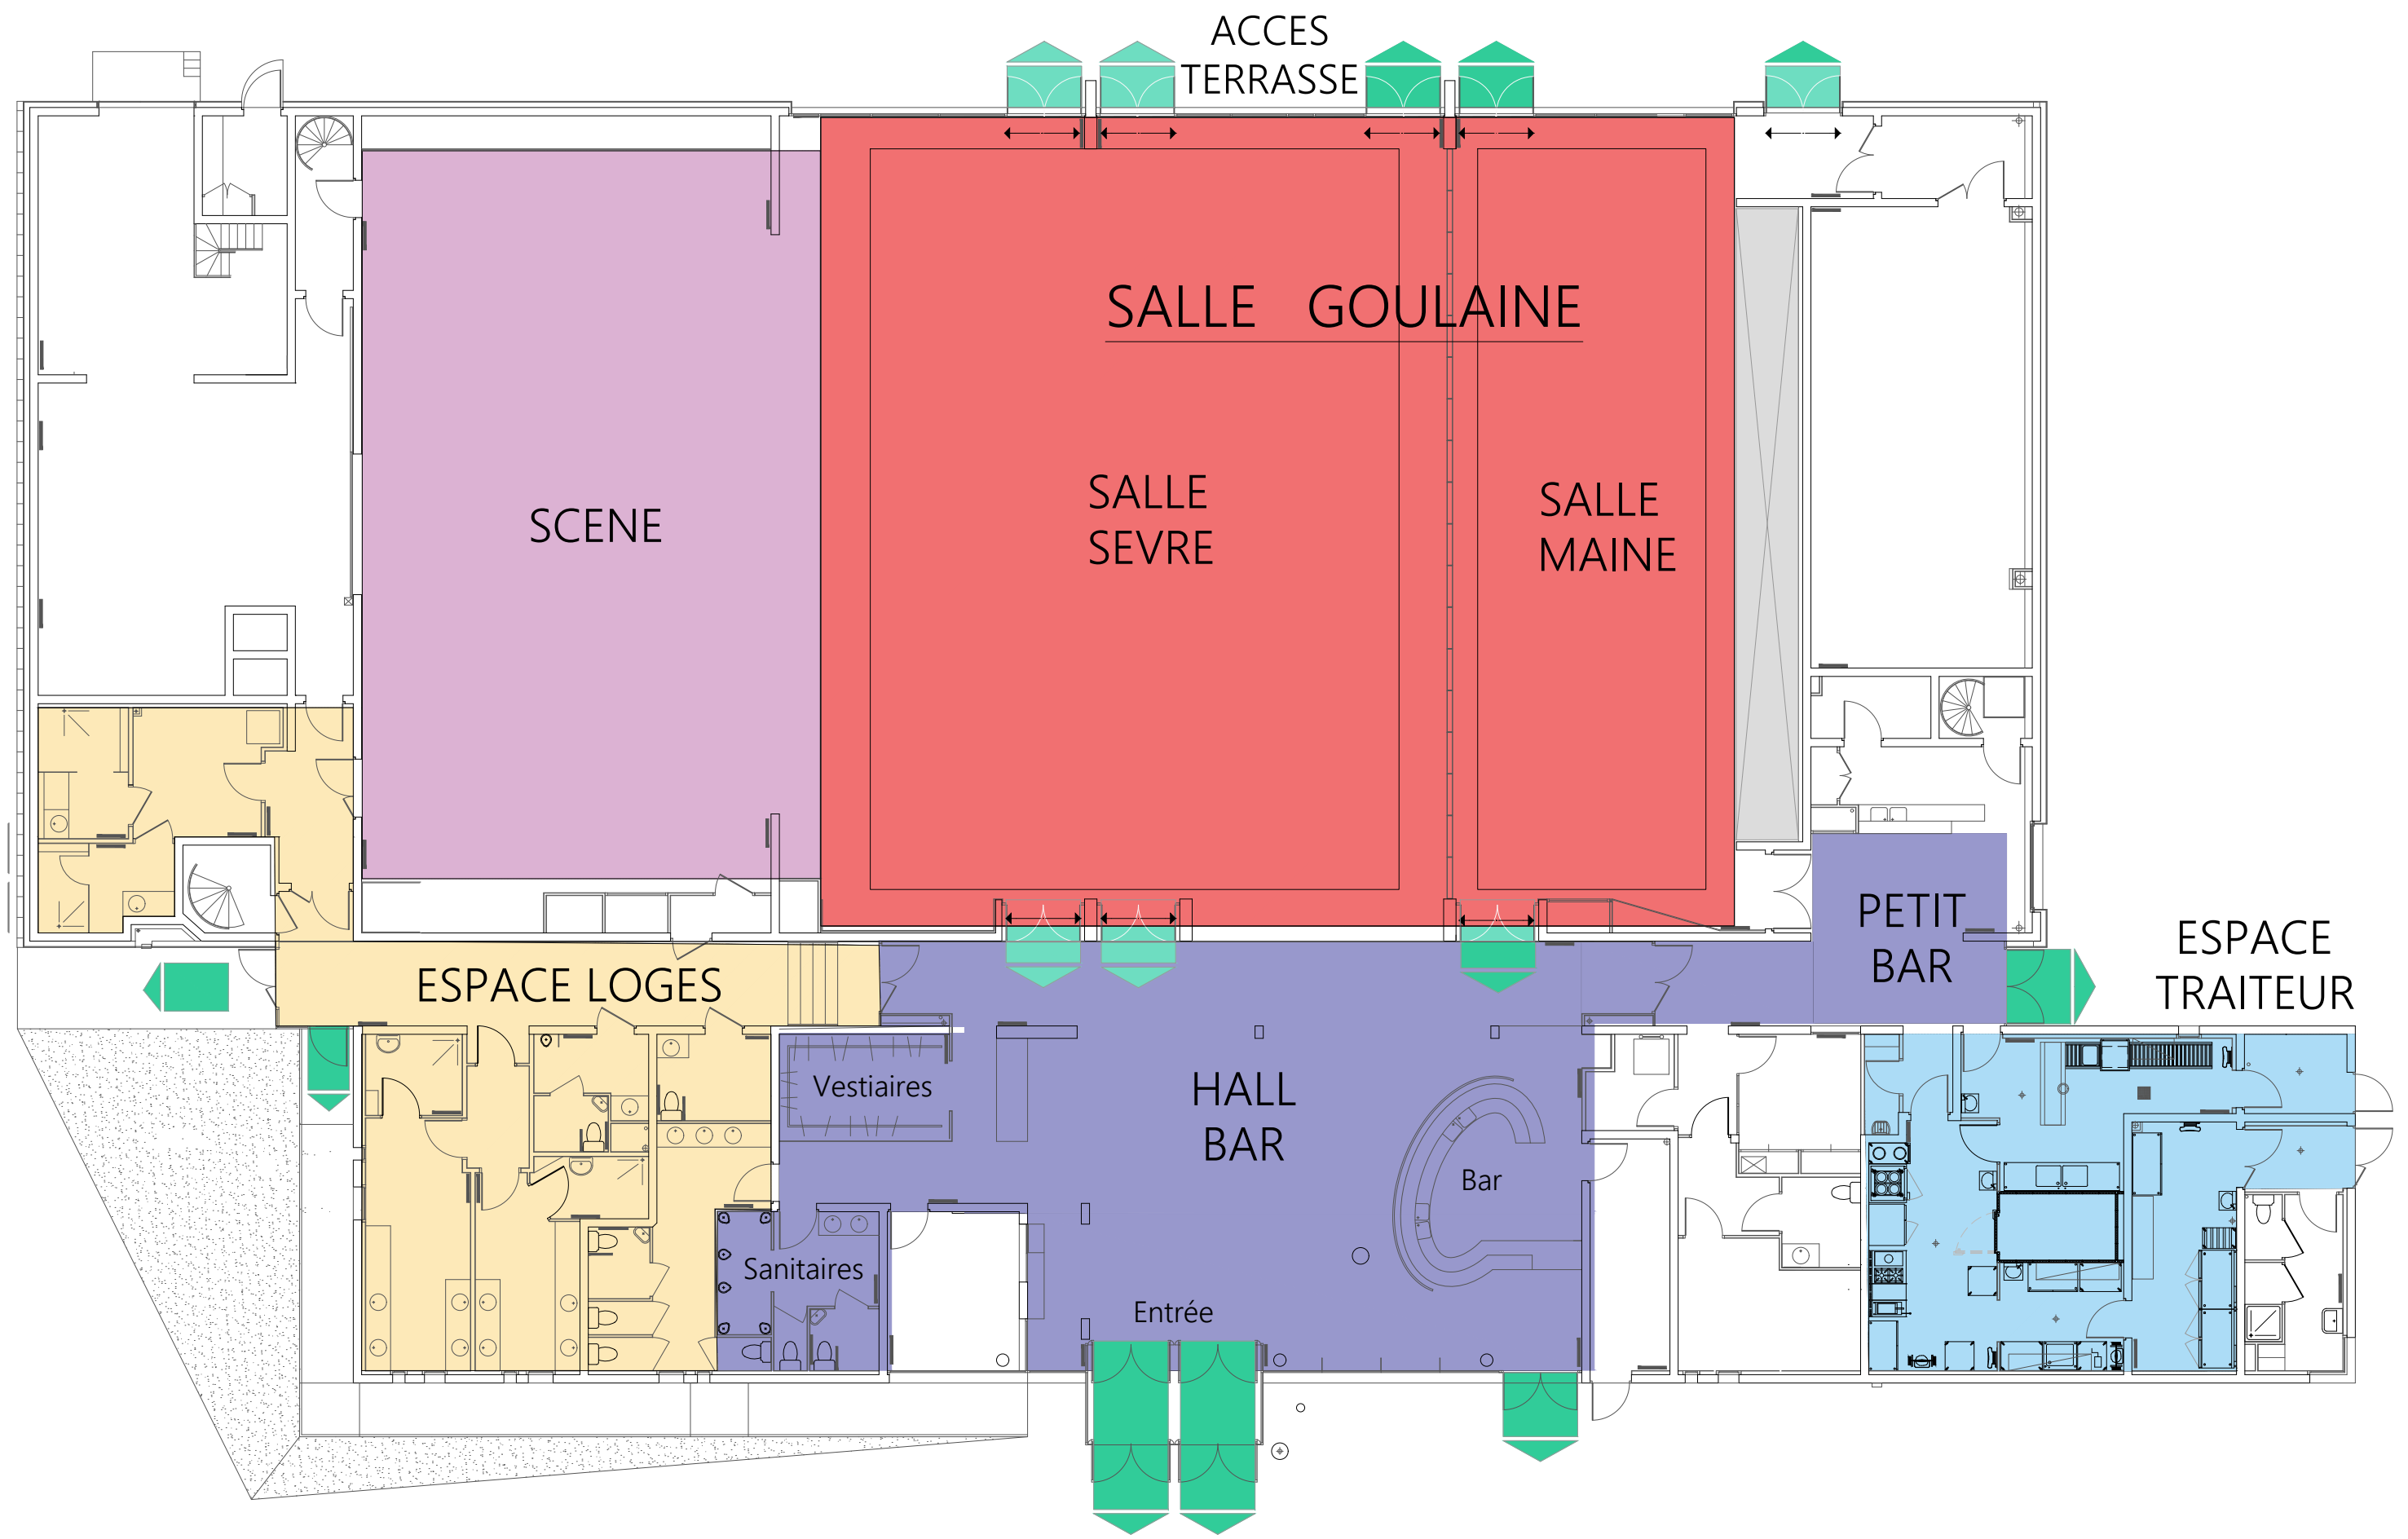 ACCES
TERRASSE
SALLE GOULAINE
SCENE
SALLE
SEVRE
SALLE
MAINE
PETIT
BAR
ESPACE
TRAITEUR
ESPACE LOGES
Vestiaires
HALL
BAR
Bar
Sanitaires
Entrée